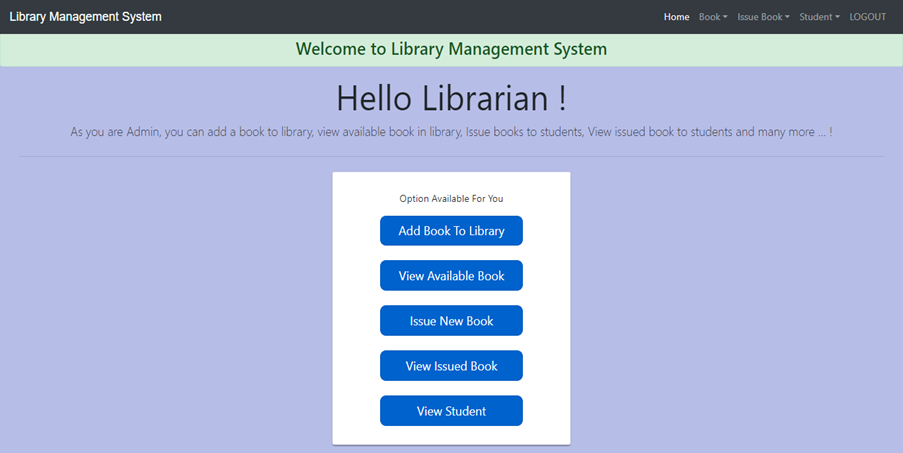 Library Management System
Home Book Issue Book Student LOGOUT
Welcome to Library Management System
Hello Librarian !
As you are Admin, you can add a book to library, view available book in library, Issue books to students, View issued book to students and many more ... !
Option Available For You
Add Book To Library
View Available Book
Issue New Book
View Issued Book
View Student